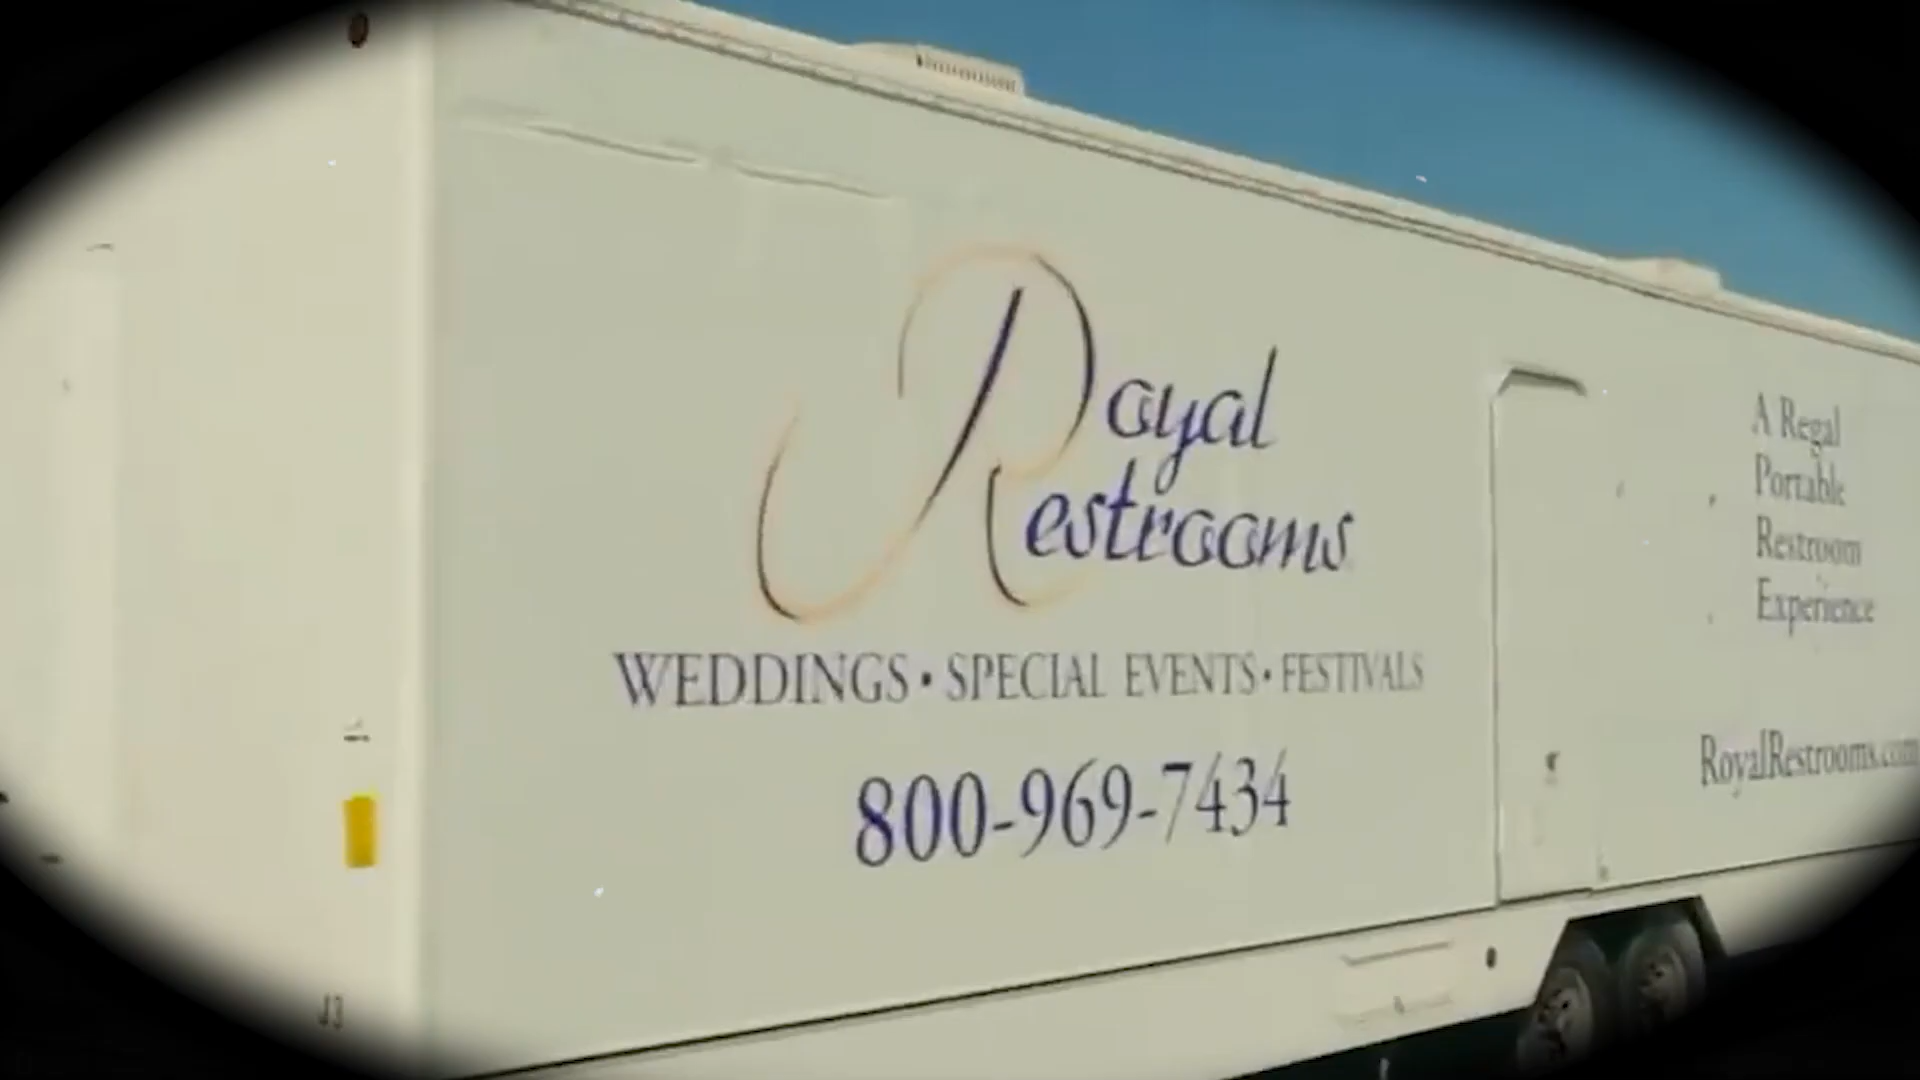 Royal
Restrooms
WEDDINGS · SPECIAL EVENTS · FESTIVALS
800-969-7434
A Regal
Portable
Restroom
Experience
RoyalRestrooms.com